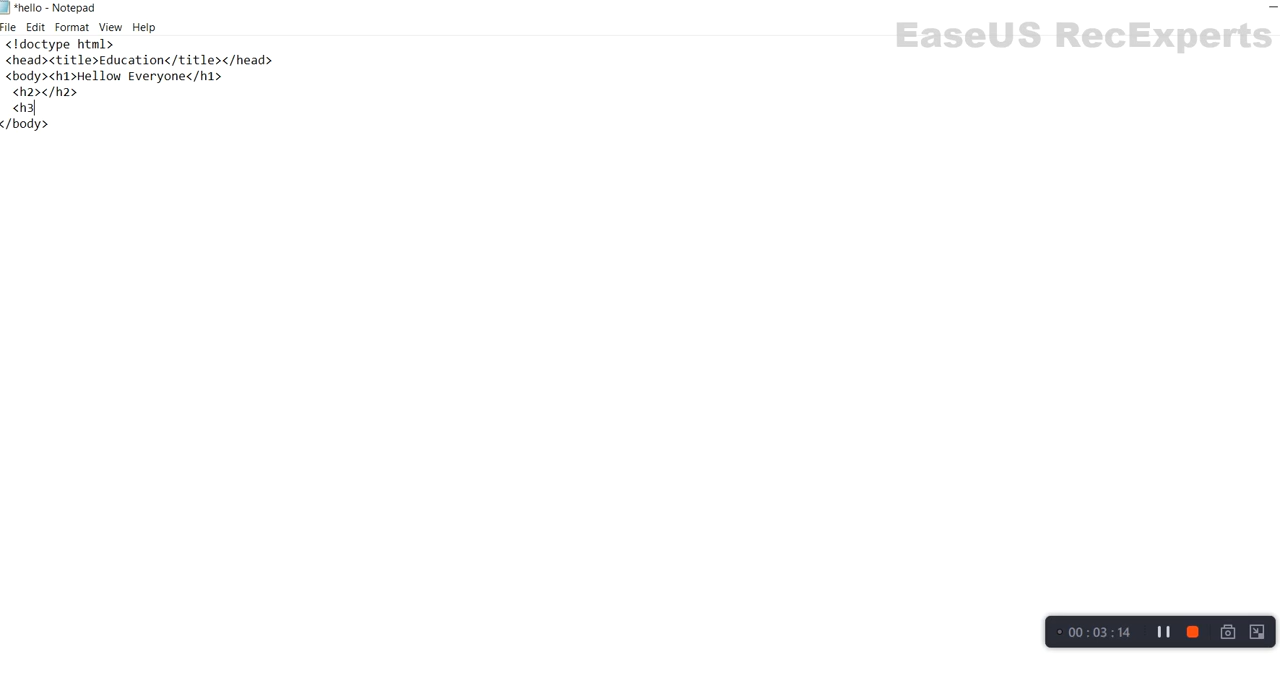 *hello - Notepad
File Edit Format View Help
EaseUS RecExperts
<!doctype html>
<head><title>Education</title></head>
<body><h1>Hellow Everyone</h1>
<h2></h2>
<h3
</body>
00 : 03 : 14